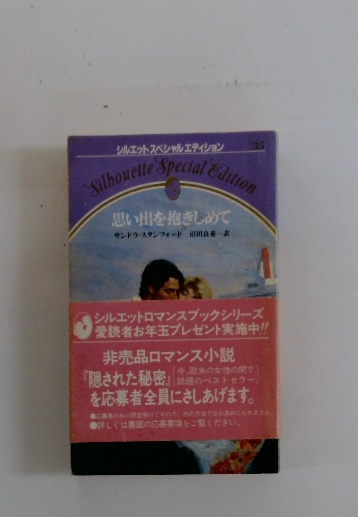 シルエットスペシャルエディション
Silhouette Special Edition
思い出を抱きしめて
サンドラ・スタンフォード
シルエットロマンスブックシリーズ
愛読者お年玉プレゼント実施中!!
非売品ロマンス小説
『隠された秘密』「今、欧米の女性の間で
話題のベストセラー」
を応募者全員にさしあげます。
●詳しくは裏面の応募要項をご覧ください。